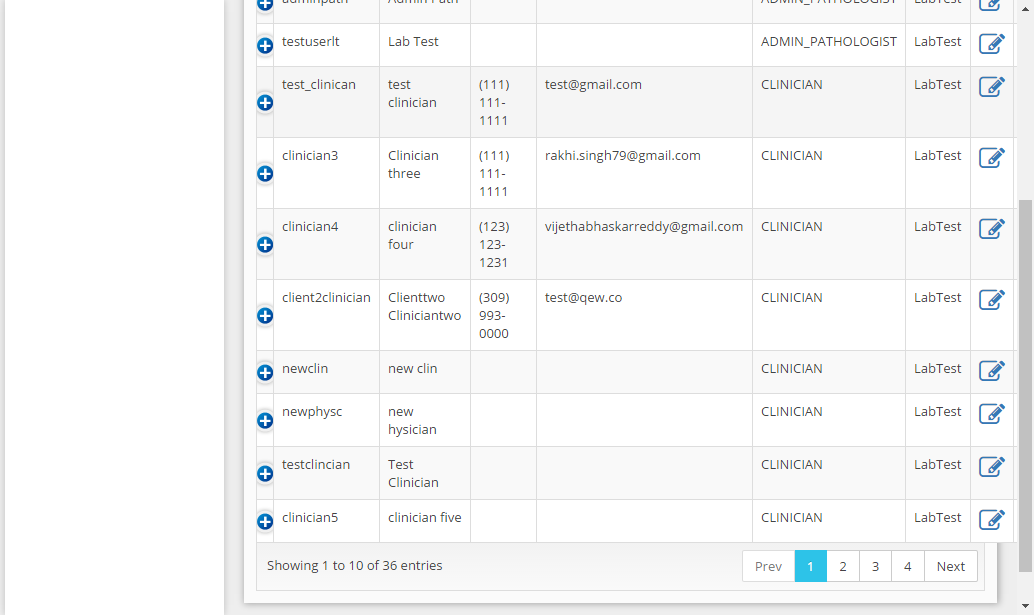 adminpath Admin Path ADMIN_PATHOLOGIST LabTest
testuserlt Lab Test ADMIN_PATHOLOGIST LabTest
test_clinican test (111) test@gmail.com CLINICIAN LabTest
clinician 111-
1111
clinician3 Clinician (111) rakhi.singh79@gmail.com CLINICIAN LabTest
three 111-
1111
clinician4 clinician (123) vijethabhaskarreddy@gmail.com CLINICIAN LabTest
four 123-
1231
client2clinician Clienttwo (309) test@qew.co CLINICIAN LabTest
Cliniciantwo 993-
0000
newclin new clin CLINICIAN LabTest
newphysc new CLINICIAN LabTest
hysician
testclincian Test CLINICIAN LabTest
Clinician
clinician5 clinician five CLINICIAN LabTest
Showing 1 to 10 of 36 entries Prev 1 2 3 4 Next